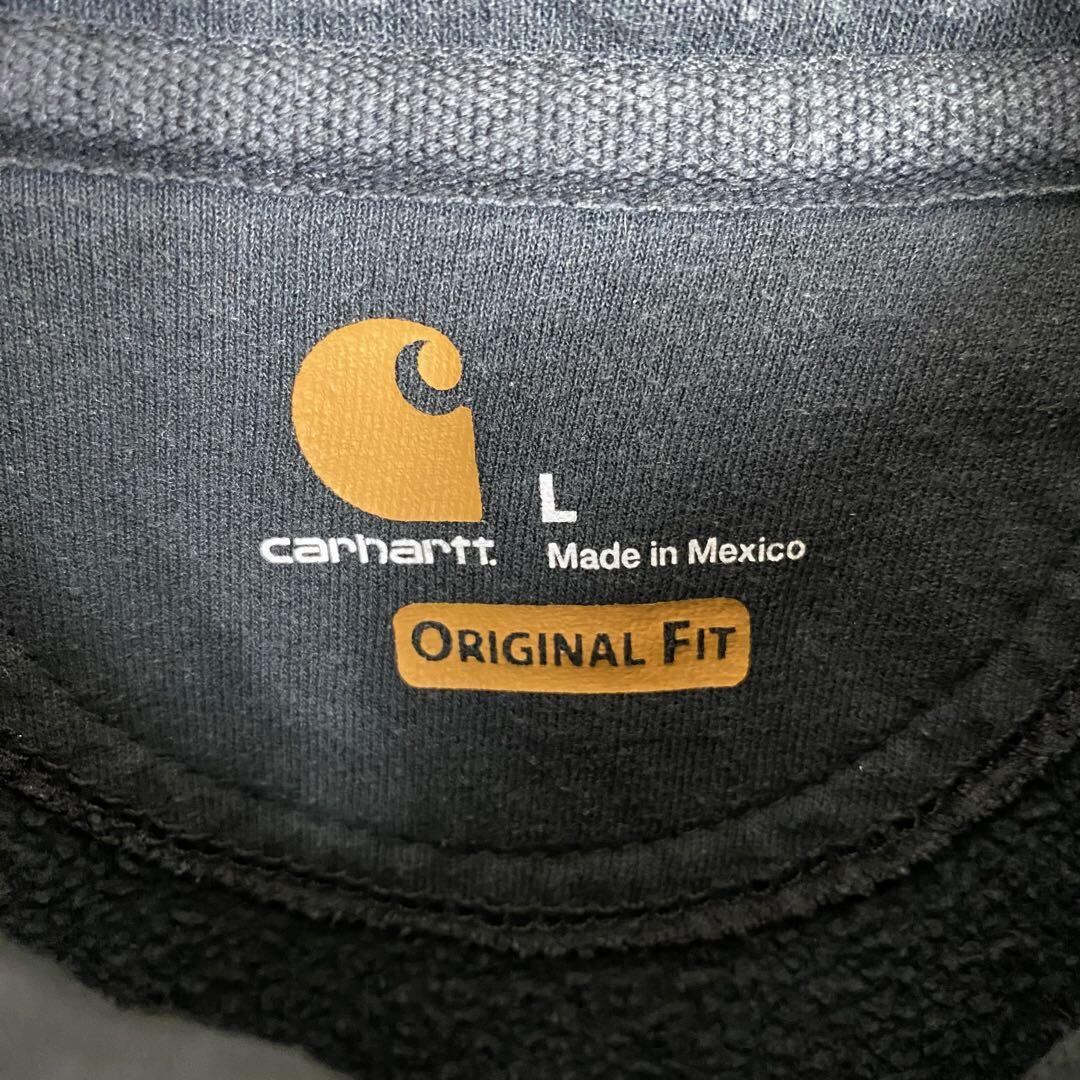 L
carhartt.
Made in Mexico
ORIGINAL FIT